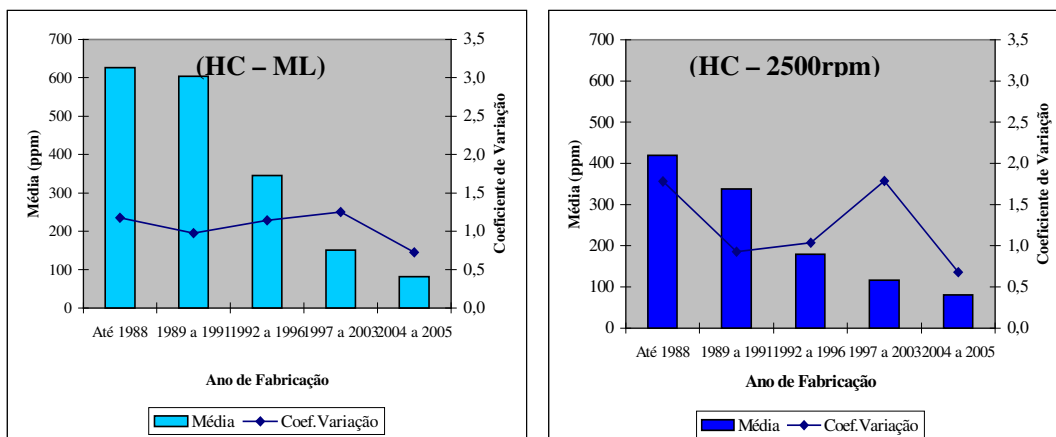 (HC – ML)
Média (ppm)
700
600
500
400
300
200
100
0
3,5
3,0
2,5
2,0
1,5
1,0
0,5
0,0
Coeficiente de Variação
Até 1988 1989 a 1991 1992 a 1996 1997 a 2003 2004 a 2005
Ano de Fabricação
Média Coef.Variação
(HC – 2500rpm)
Média (ppm)
700
600
500
400
300
200
100
0
3,5
3,0
2,5
2,0
1,5
1,0
0,5
0,0
Coeficiente de Variação
Até 1988 1989 a 1991 1992 a 1996 1997 a 2003 2004 a 2005
Ano de Fabricação
Média Coef.Variação